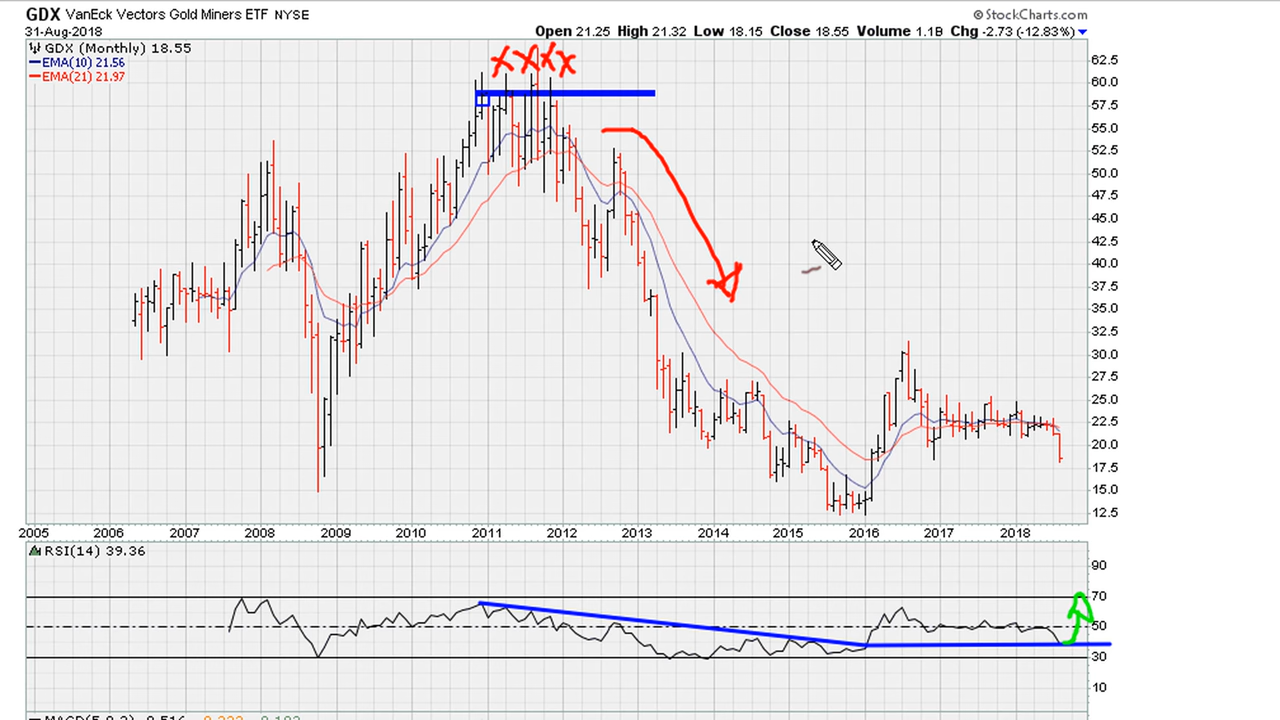 GDX VanEck Vectors Gold Miners ETF NYSE
© StockCharts.com
31-Aug-2018
Open 21.25 High 21.32 Low 18.15 Close 18.55 Volume 1.1B Chg -2.73 (-12.83%)
GDX (Monthly) 18.55
EMA(10) 21.56
EMA(21) 21.97
XXXX
62.5
60.0
57.5
55.0
52.5
50.0
47.5
45.0
42.5
40.0
37.5
35.0
32.5
30.0
27.5
25.0
22.5
20.0
17.5
15.0
12.5
2005 2006 2007 2008 2009 2010 2011 2012 2013 2014 2015 2016 2017 2018
RSI(14) 39.36
90
70
50
30
10